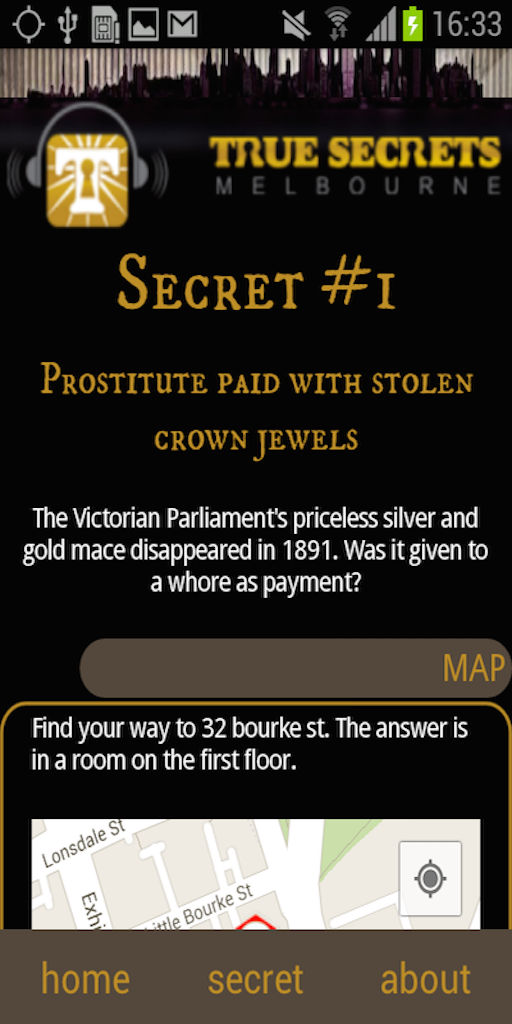 16:33
TRUE SECRETS
MELBOURNE
Secret #1
Prostitute paid with stolen
crown jewels
The Victorian Parliament's priceless silver and
gold mace disappeared in 1891. Was it given to
a whore as payment?
MAP
Find your way to 32 bourke st. The answer is
in a room on the first floor.
Lonsdale St
Exhi
Little Bourke St
home secret about